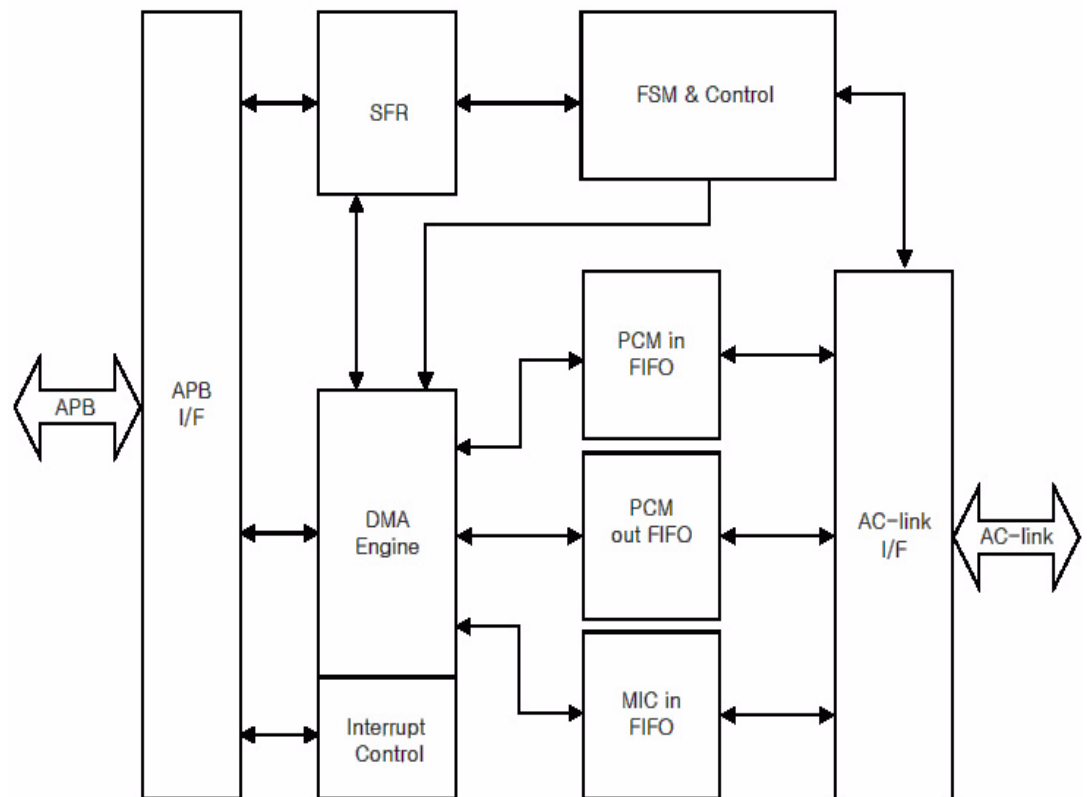 SFR
FSM & Control
APB
APB
I/F
PCM in
FIFO
DMA
Engine
PCM
out FIFO
AC-link
I/F
AC-link
Interrupt
Control
MIC in
FIFO